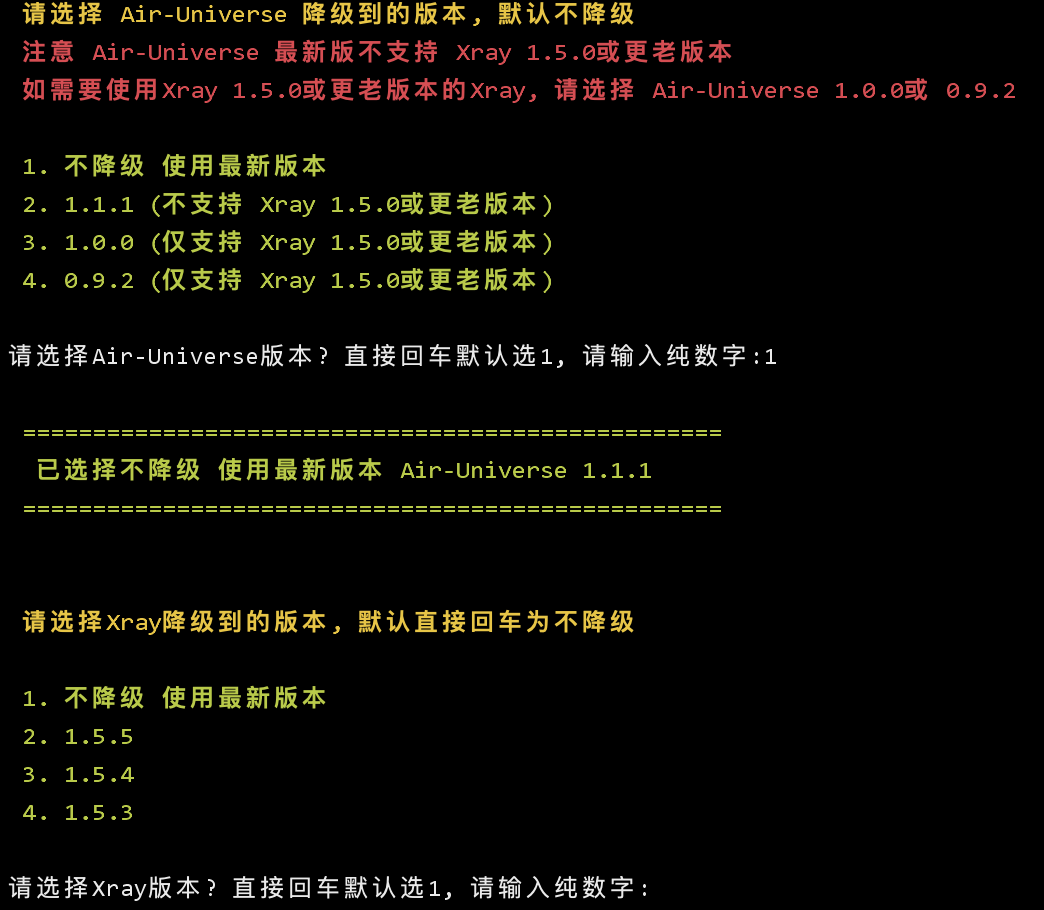 请选择 Air-Universe 降级到的版本, 默认不降级
注意 Air-Universe 最新版不支持 Xray 1.5.0或更老版本
如需要使用Xray 1.5.0或更老版本的Xray, 请选择 Air-Universe 1.0.0或 0.9.2
1. 不降级 使用最新版本
2. 1.1.1 (不支持 Xray 1.5.0或更老版本)
3. 1.0.0 (仅支持 Xray 1.5.0或更老版本)
4. 0.9.2 (仅支持 Xray 1.5.0或更老版本)
请选择Air-Universe版本? 直接回车默认选1, 请输入纯数字:1
==================================================
已选择不降级 使用最新版本 Air-Universe 1.1.1
==================================================
请选择Xray降级到的版本, 默认直接回车为不降级
1. 不降级 使用最新版本
2. 1.5.5
3. 1.5.4
4. 1.5.3
请选择Xray版本? 直接回车默认选1, 请输入纯数字: